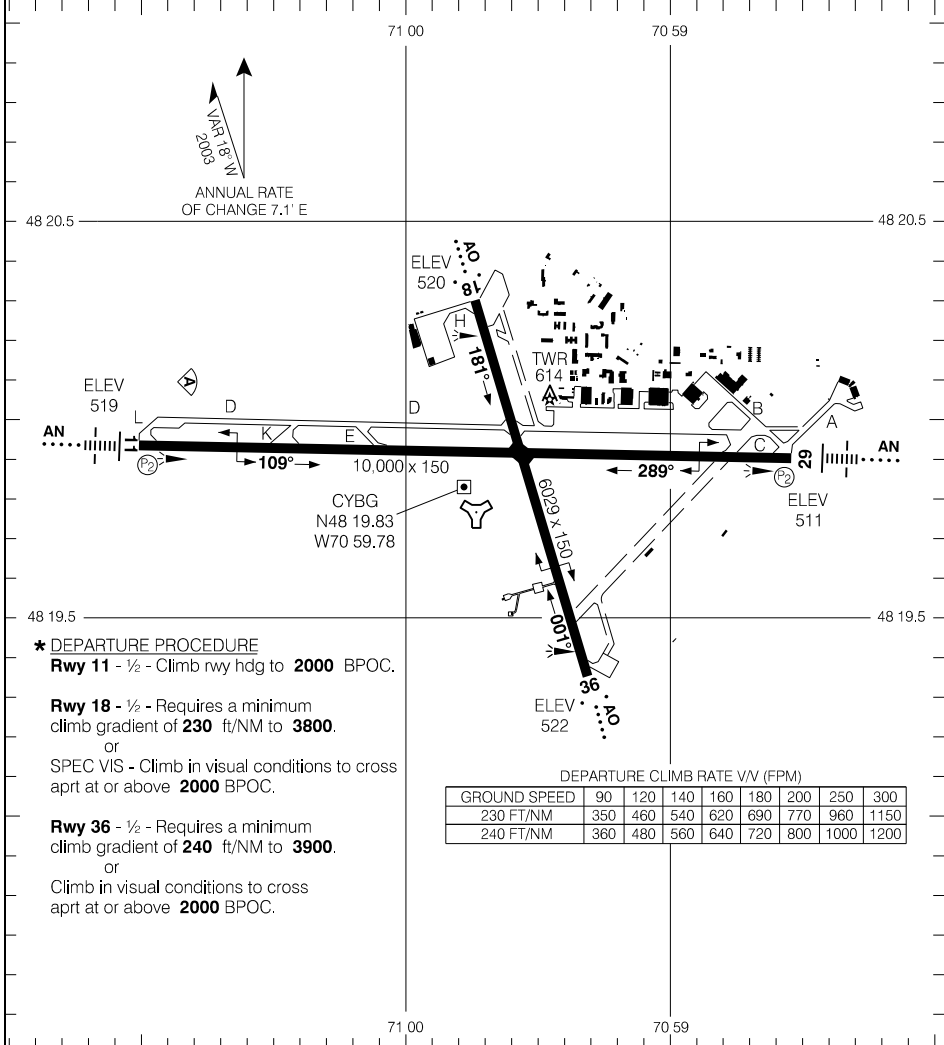 71 00
70 59
VAR 18° W
2003
ANNUAL RATE
OF CHANGE 7.1' E
48 20.5
48 20.5
AO
ELEV
520
18
H
181°
TWR
614
A
ELEV
519
L
D
D
B
A
AN
11
K
E
C
29
AN
P2
109°
10,000 x 150
289°
P2
ELEV
511
CYBG
N48 19.83
W70 59.78
6029 x 150
48 19.5
48 19.5
001°
36
ELEV
522
AO
* DEPARTURE PROCEDURE
Rwy 11 - ½ - Climb rwy hdg to 2000 BPOC.
Rwy 18 - ½ - Requires a minimum
climb gradient of 230 ft/NM to 3800.
or
SPEC VIS - Climb in visual conditions to cross
aprt at or above 2000 BPOC.
Rwy 36 - ½ - Requires a minimum
climb gradient of 240 ft/NM to 3900.
or
Climb in visual conditions to cross
aprt at or above 2000 BPOC.
DEPARTURE CLIMB RATE V/V (FPM)
GROUND SPEED 90 120 140 160 180 200 250 300
230 FT/NM 350 460 540 620 690 770 960 1150
240 FT/NM 360 480 560 640 720 800 1000 1200
71 00
70 59